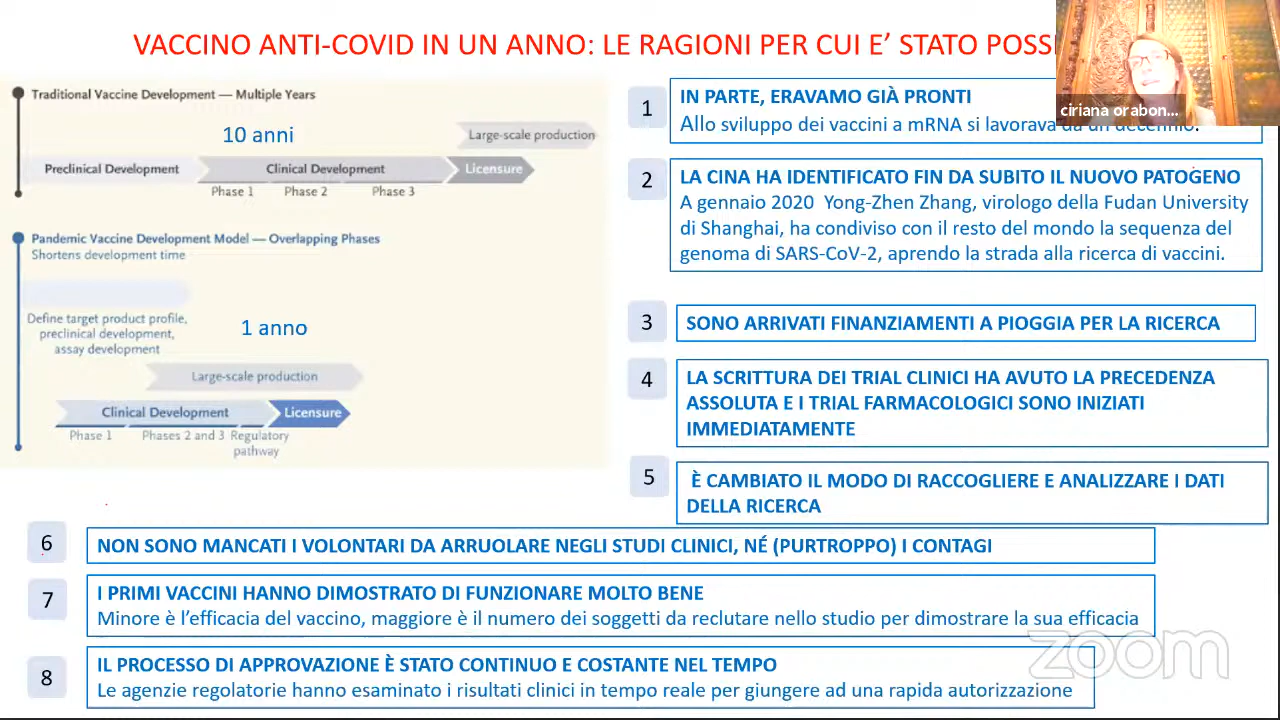 VACCINO ANTI-COVID IN UN ANNO: LE RAGIONI PER CUI E’ STATO
ciriana orabon...
Traditional Vaccine Development — Multiple Years
10 anni
Large-scale production
Preclinical Development
Clinical Development
Licensure
Phase 1
Phase 2
Phase 3
Pandemic Vaccine Development Model — Overlapping Phases
Shortens development time
Define target product profile,
preclinical development,
assay development
1 anno
Large-scale production
Clinical Development
Licensure
Phase 1
Phases 2 and 3
Regulatory
pathway
1
IN PARTE, ERAVAMO GIÀ PRONTI
Allo sviluppo dei vaccini a mRNA si lavorava da un decennio.
2
LA CINA HA IDENTIFICATO FIN DA SUBITO IL NUOVO PATOGENO
A gennaio 2020 Yong-Zhen Zhang, virologo della Fudan University
di Shanghai, ha condiviso con il resto del mondo la sequenza del
genoma di SARS-CoV-2, aprendo la strada alla ricerca di vaccini.
3
SONO ARRIVATI FINANZIAMENTI A PIOGGIA PER LA RICERCA
4
LA SCRITTURA DEI TRIAL CLINICI HA AVUTO LA PRECEDENZA
ASSOLUTA E I TRIAL FARMACOLOGICI SONO INIZIATI
IMMEDIATAMENTE
5
È CAMBIATO IL MODO DI RACCOGLIERE E ANALIZZARE I DATI
DELLA RICERCA
6
NON SONO MANCATI I VOLONTARI DA ARRUOLARE NEGLI STUDI CLINICI, NÉ (PURTROPPO) I CONTAGI
7
I PRIMI VACCINI HANNO DIMOSTRATO DI FUNZIONARE MOLTO BENE
Minore è l’efficacia del vaccino, maggiore è il numero dei soggetti da reclutare nello studio per dimostrare la sua efficacia
8
IL PROCESSO DI APPROVAZIONE È STATO CONTINUO E COSTANTE NEL TEMPO
Le agenzie regolatorie hanno esaminato i risultati clinici in tempo reale per giungere ad una rapida autorizzazione
zoom